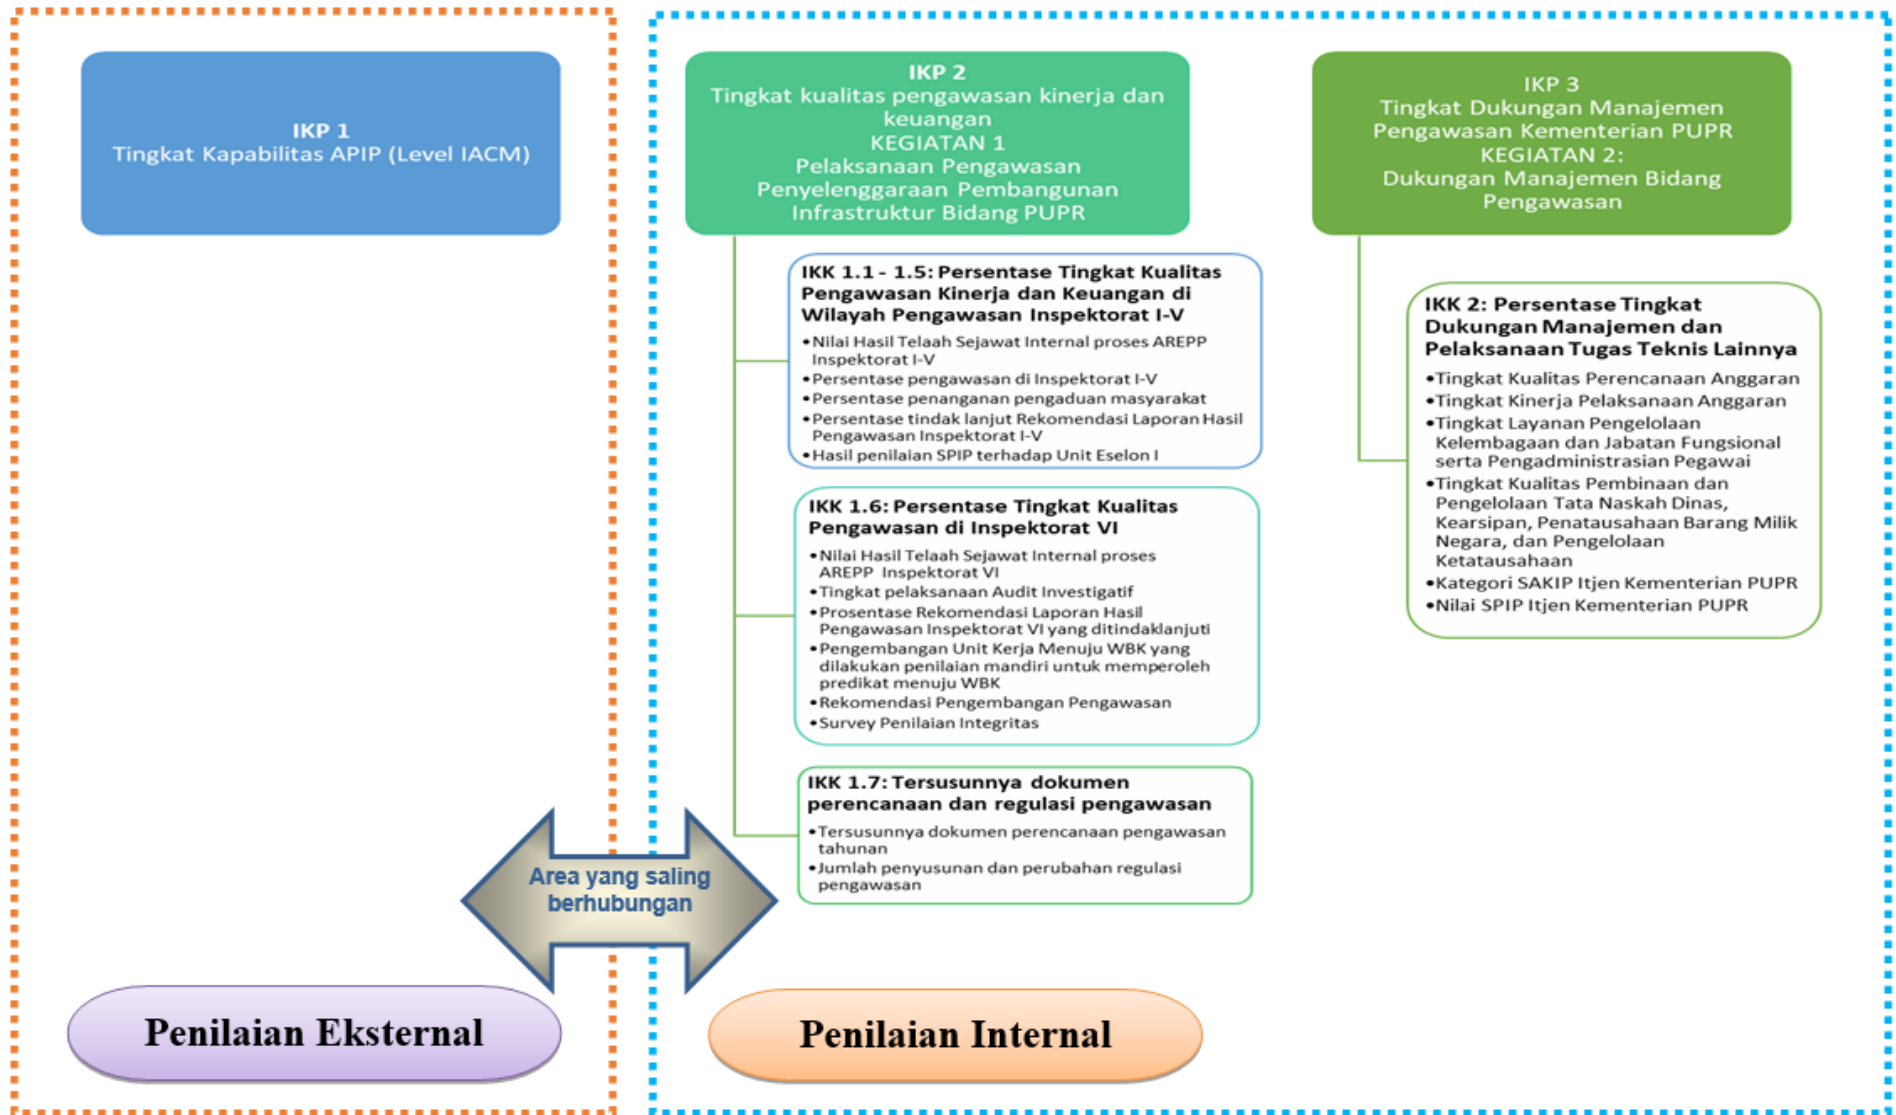 IKP 1
Tingkat Kapabilitas APIP (Level IACM)
IKP 2
Tingkat kualitas pengawasan kinerja dan
keuangan
KEGIATAN 1
Pelaksanaan Pengawasan
Penyelenggaraan Pembangunan
Infrastruktur Bidang PUPR
IKP 3
Tingkat Dukungan Manajemen
Pengawasan Kementerian PUPR
KEGIATAN 2:
Dukungan Manajemen Bidang
Pengawasan
IKK 1.1 - 1.5: Persentase Tingkat Kualitas
Pengawasan Kinerja dan Keuangan di
Wilayah Pengawasan Inspektorat I-V
•Nilai Hasil Telaah Sejawat Internal proses AREPP
Inspektorat I-V
•Persentase pengawasan di Inspektorat I-V
•Persentase penanganan pengaduan masyarakat
•Persentase tindak lanjut Rekomendasi Laporan Hasil
Pengawasan Inspektorat I-V
•Hasil penilaian SPIP terhadap Unit Eselon I
IKK 1.6: Persentase Tingkat Kualitas
Pengawasan di Inspektorat VI
•Nilai Hasil Telaah Sejawat Internal proses
AREPP Inspektorat VI
•Tingkat pelaksanaan Audit Investigatif
•Prosentase Rekomendasi Laporan Hasil
Pengawasan Inspektorat VI yang ditindaklanjuti
•Pengembangan Unit Kerja Menuju WBK yang
dilakukan penilaian mandiri untuk memperoleh
predikat menuju WBK
•Rekomendasi Pengembangan Pengawasan
•Survey Penilaian Integritas
IKK 1.7: Tersusunnya dokumen
perencanaan dan regulasi pengawasan
•Tersusunnya dokumen perencanaan pengawasan
tahunan
•Jumlah penyusunan dan perubahan regulasi
pengawasan
IKK 2: Persentase Tingkat
Dukungan Manajemen dan
Pelaksanaan Tugas Teknis Lainnya
•Tingkat Kualitas Perencanaan Anggaran
•Tingkat Kinerja Pelaksanaan Anggaran
•Tingkat Layanan Pengelolaan
Kelembagaan dan Jabatan Fungsional
serta Pengadministrasian Pegawai
•Tingkat Kualitas Pembinaan dan
Pengelolaan Tata Naskah Dinas,
Kearsipan, Penatausahaan Barang Milik
Negara, dan Pengelolaan
Ketatausahaan
•Kategori SAKIP Itjen Kementerian PUPR
•Nilai SPIP Itjen Kementerian PUPR
Area yang saling
berhubungan
Penilaian Eksternal
Penilaian Internal